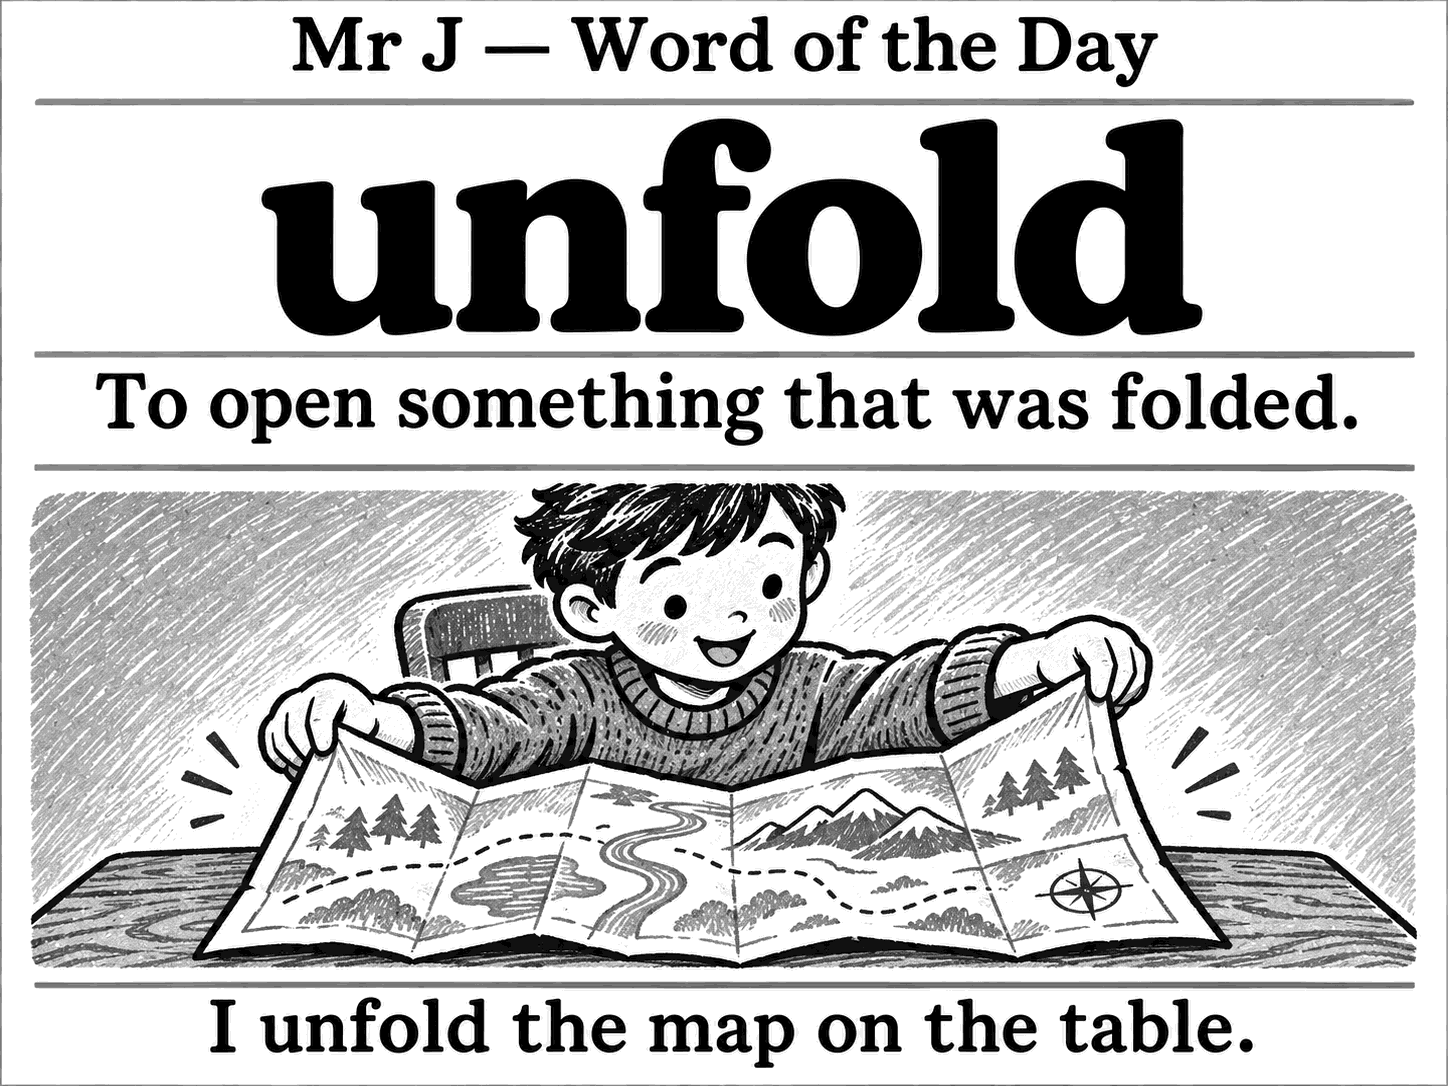 Mr J — Word of the Day
unfold
To open something that was folded.
I unfold the map on the table.